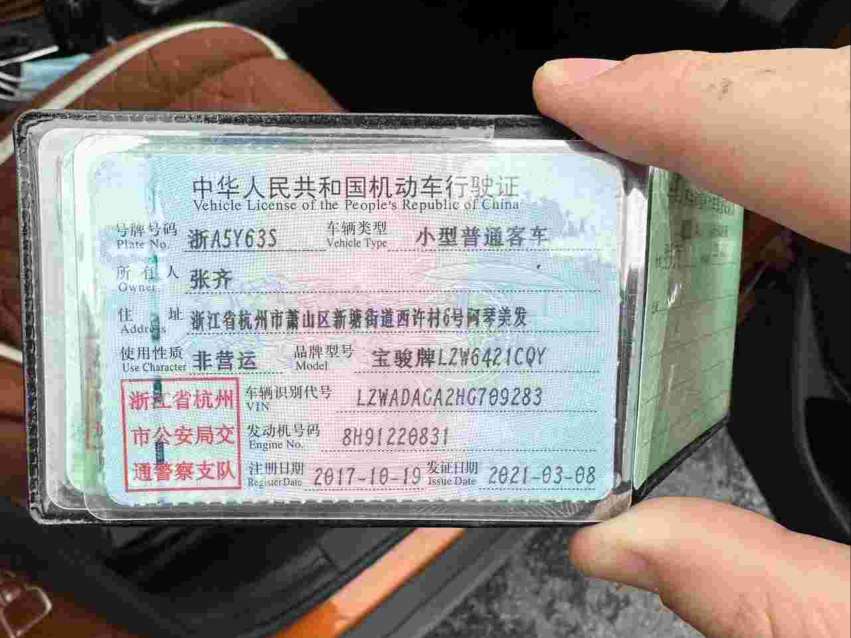 中华人民共和国机动车行驶证
Vehicle License of the People's Republic of China
号牌号码 浙A5Y63S 车辆类型 小型普通客车
Plate No. Vehicle Type
所有人 张齐
Owner
住址 浙江省杭州市萧山区新塘街道西许村6号阿琴美发
Address
使用性质 非营运 品牌型号 宝骏牌LZW6421CQY
Use Character Model
浙江省杭州
市公安局交
通警察支队
车辆识别代号 LZWADAGA2HG709283
VIN
发动机号码 8H91220831
Engine No.
注册日期 2017-10-19 发证日期 2021-03-08
Register Date Issue Date